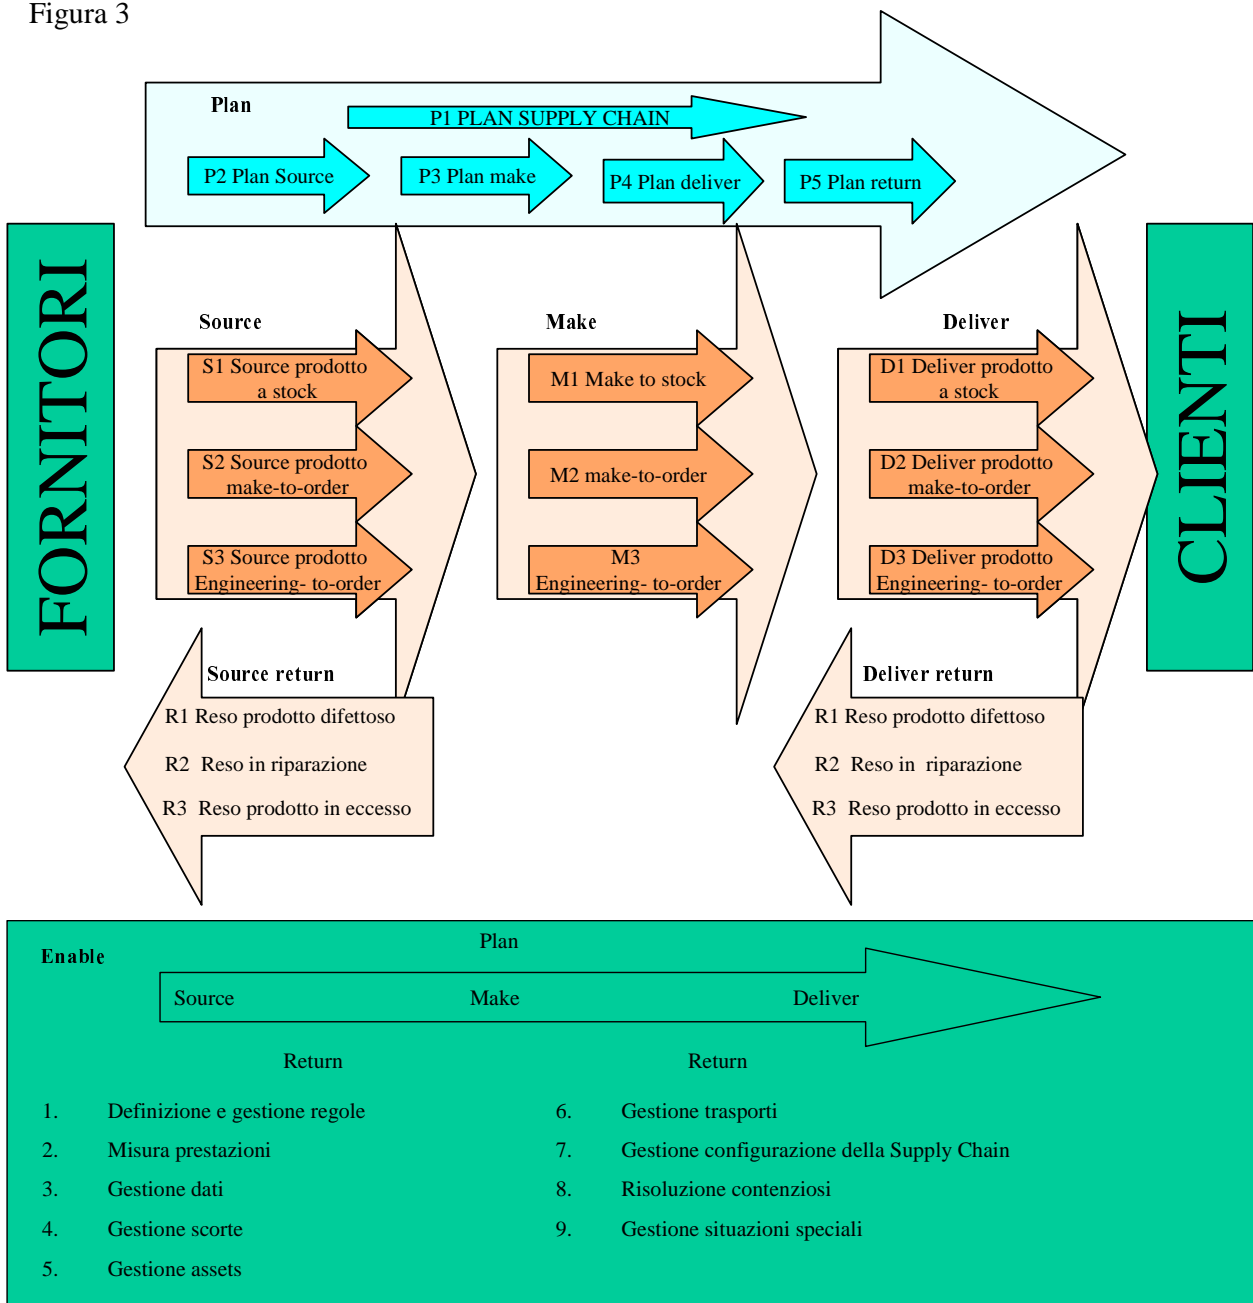 Figura 3
Plan
P1 PLAN SUPPLY CHAIN
P2 Plan Source
P3 Plan make
P4 Plan deliver
P5 Plan return
FORNITORI
CLIENTI
Source
S1 Source prodotto
a stock
S2 Source prodotto
make-to-order
S3 Source prodotto
Engineering- to-order
Make
M1 Make to stock
M2 make-to-order
M3
Engineering- to-order
Deliver
D1 Deliver prodotto
a stock
D2 Deliver prodotto
make-to-order
D3 Deliver prodotto
Engineering- to-order
Source return
R1 Reso prodotto difettoso
R2 Reso in riparazione
R3 Reso prodotto in eccesso
Deliver return
R1 Reso prodotto difettoso
R2 Reso in riparazione
R3 Reso prodotto in eccesso
Enable
Plan
Source
Make
Deliver
Return
Return
1. Definizione e gestione regole
2. Misura prestazioni
3. Gestione dati
4. Gestione scorte
5. Gestione assets
6. Gestione trasporti
7. Gestione configurazione della Supply Chain
8. Risoluzione contenziosi
9. Gestione situazioni speciali